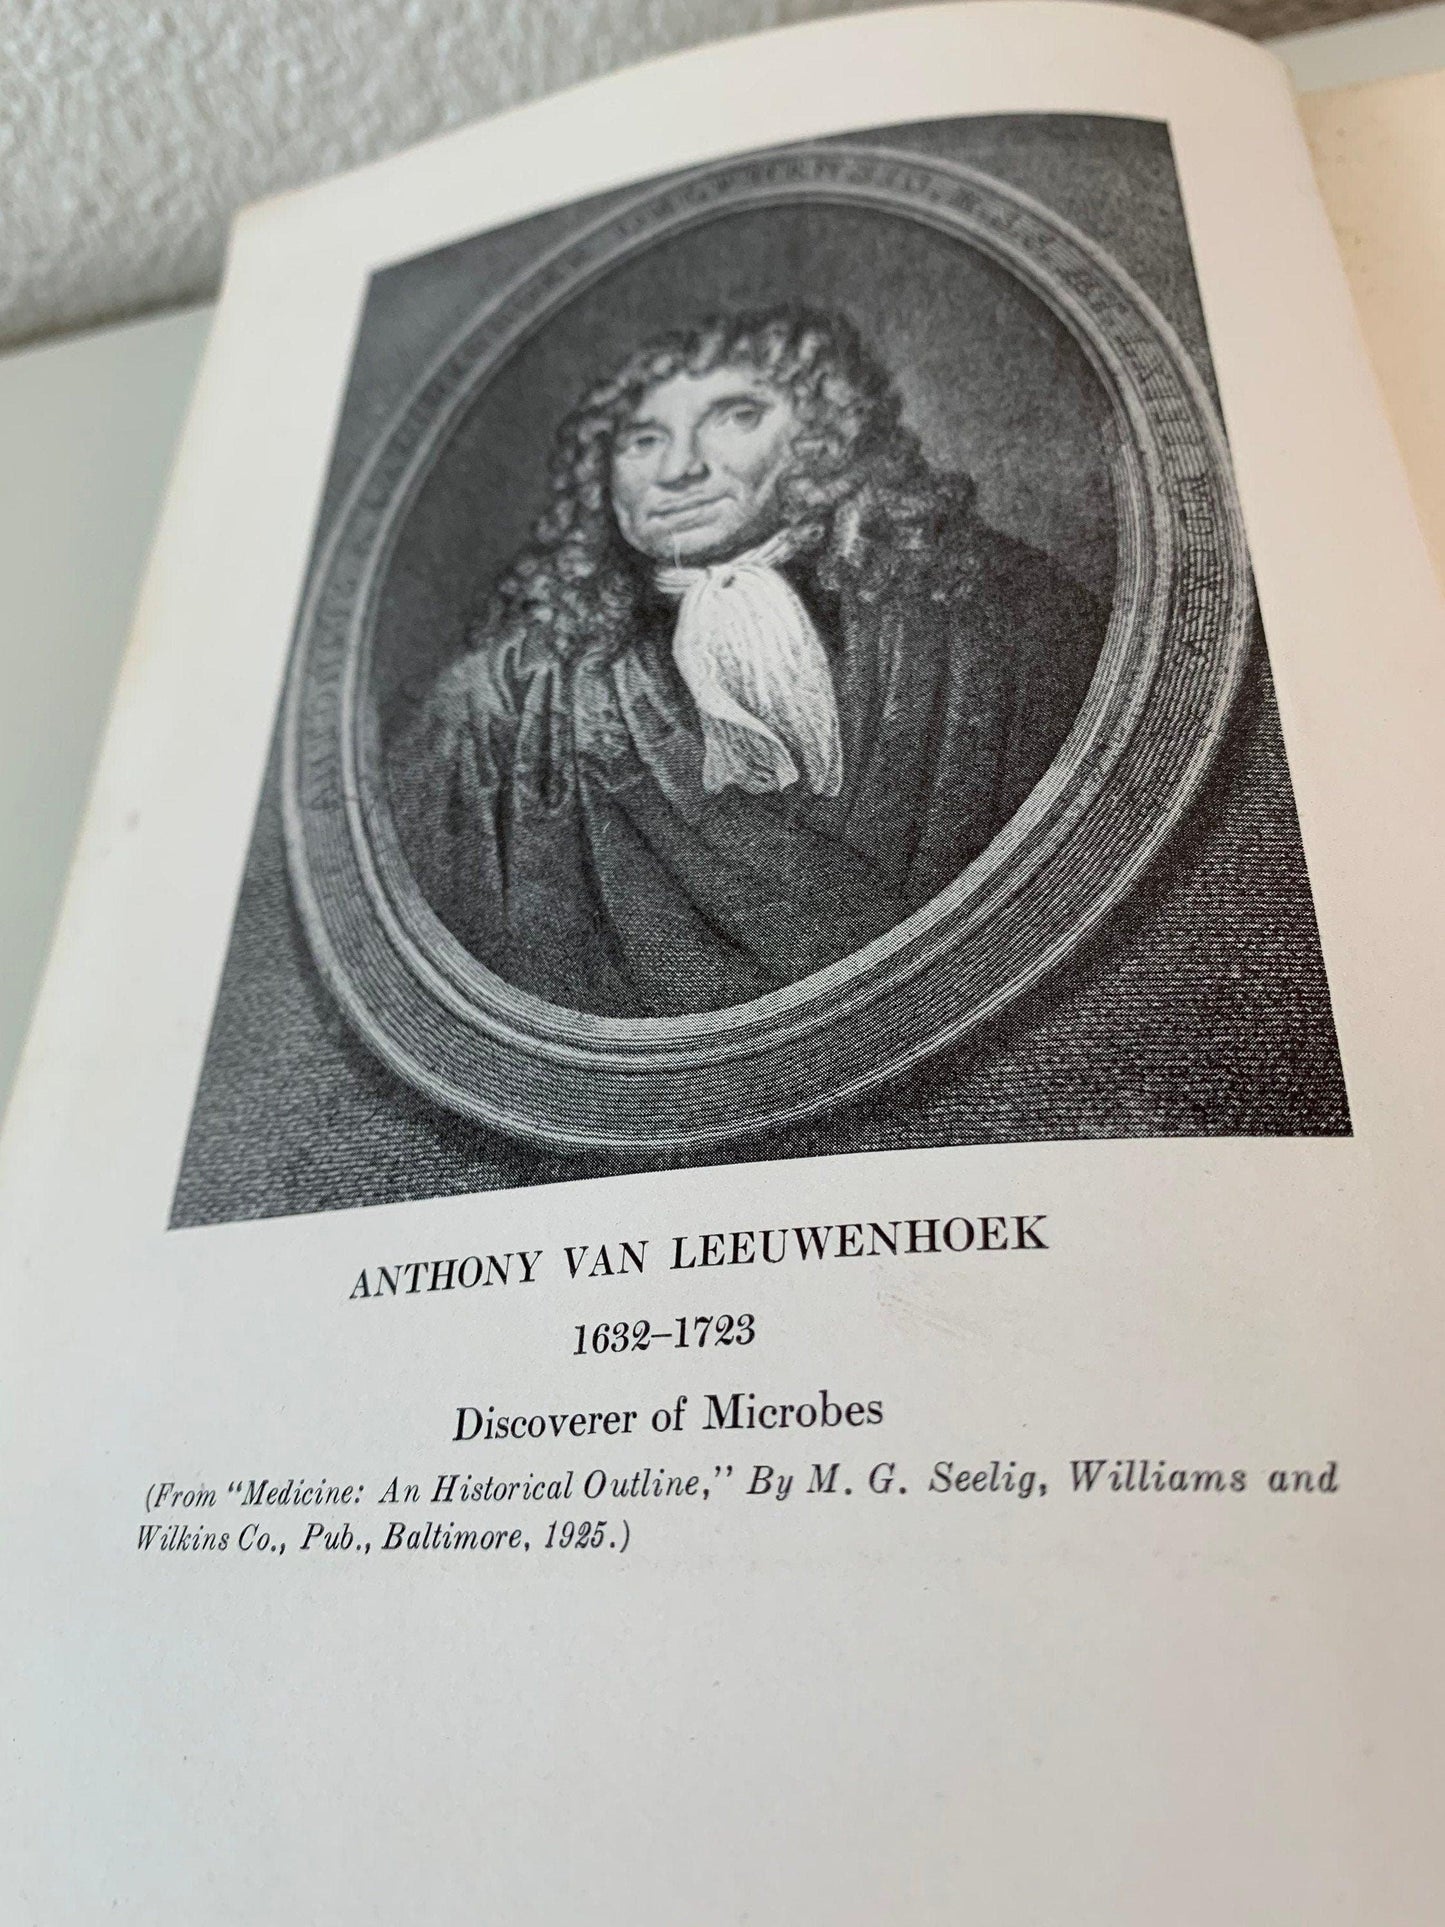 ANTHONY VAN LEEUWENHOEK
1632–1723
Discoverer of Microbes
(From “Medicine: An Historical Outline,” By M. G. Seelig, Williams and
Wilkins Co., Pub., Baltimore, 1925.)